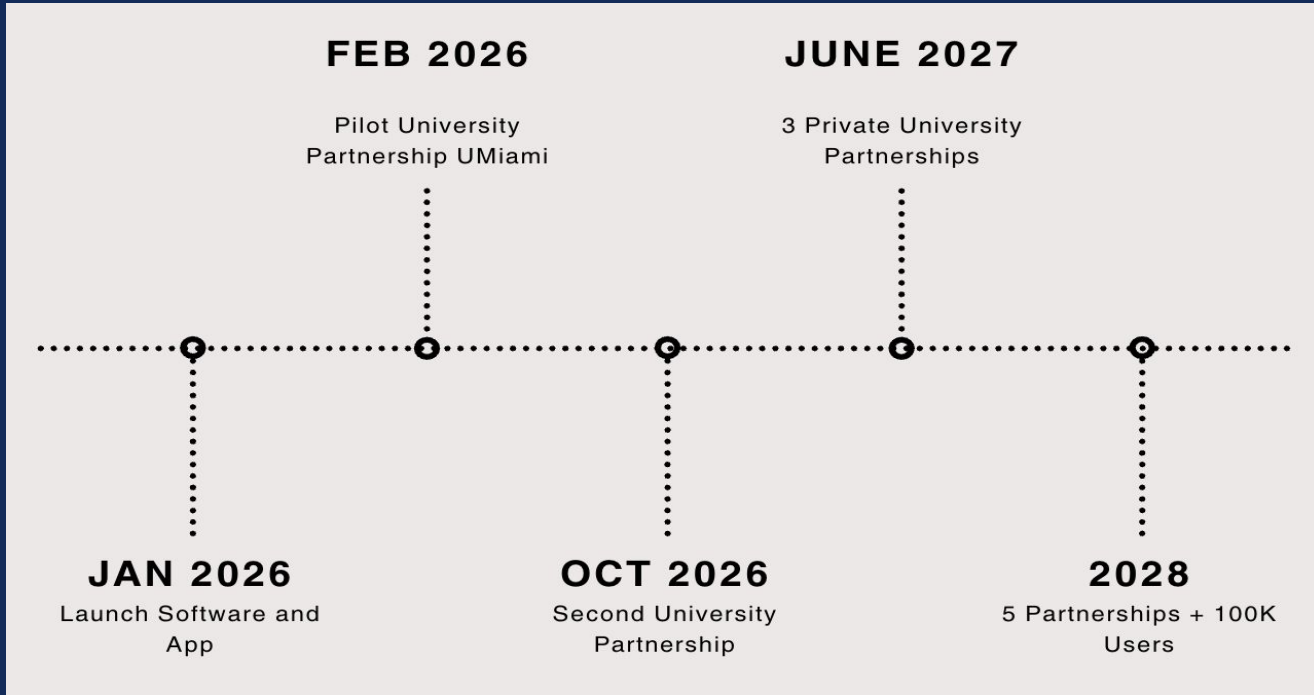 FEB 2026
Pilot University
Partnership UMiami
JUNE 2027
3 Private University
Partnerships
JAN 2026
Launch Software and
App
OCT 2026
Second University
Partnership
2028
5 Partnerships + 100K
Users